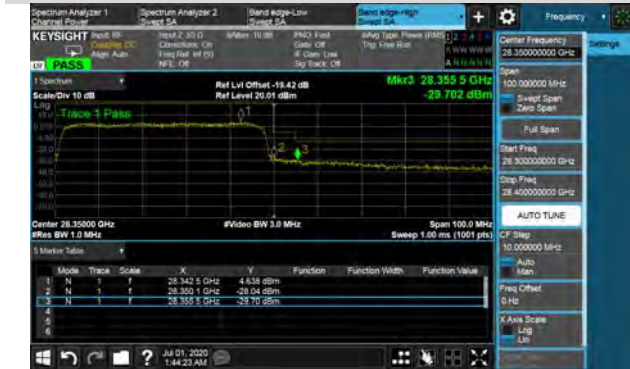 Spectrum Analyzer 1
Channel Power
Spectrum Analyzer 2
Swept SA
Band edge-Low
Swept SA
Band edge-High
Swept SA
Frequency
KEYSIGHT Input: RF
Coupling: DC
Align: Auto
Input Z: 50 Ω
Corrections: On
Freq Ref: Int (S)
NFE: Off
#Atten: 10 dB
PNO: Fast
Gate: Off
IF Gain: Low
Sig Track: Off
#Avg Type: Power (RMS)
Trig: Free Run
PASS
1 Spectrum
Scale/Div 10 dB
Ref Lvl Offset -19.42 dB
Ref Level 20.01 dBm
Mkr3 28.355 5 GHz
-29.702 dBm
Log
Trace 1 Pass
1
2
3
Center 28.35000 GHz
#Res BW 1.0 MHz
#Video BW 3.0 MHz
Span 100.0 MHz
Sweep 1.00 ms (1001 pts)
5 Marker Table
Mode Trace Scale X Y Function Function Width Function Value
1 N 1 f 28.342 5 GHz 4.638 dBm
2 N 1 f 28.350 1 GHz -28.04 dBm
3 N 1 f 28.355 5 GHz -29.70 dBm
4
5
6
Jul 01, 2020
1:44:23 AM
Center Frequency
28.350000000 GHz
Settings
Span
100.000000 MHz
Swept Span
Zero Span
Full Span
Start Freq
28.300000000 GHz
Stop Freq
28.400000000 GHz
AUTO TUNE
CF Step
10.000000 MHz
Auto
Man
Freq Offset
0 Hz
X Axis Scale
Log
Lin